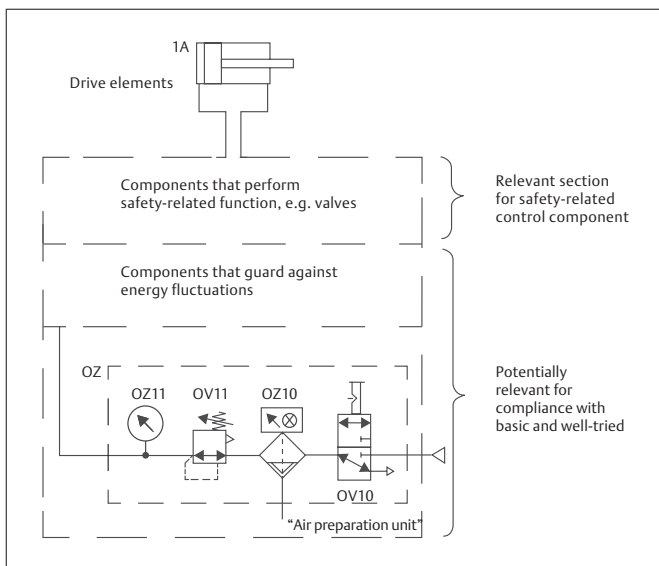 1A
Drive elements
Components that perform
safety-related function, e.g. valves
Relevant section
for safety-related
control component
Components that guard against
energy fluctuations
OZ
OZ11
OV11
OZ10
Potentially
relevant for
compliance with
basic and well-tried
OV10
“Air preparation unit”